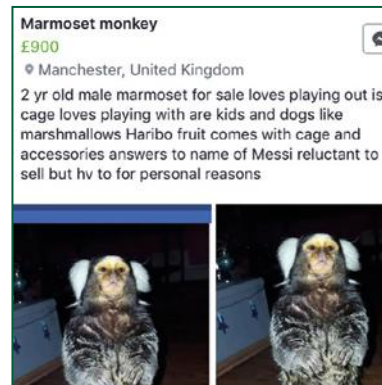 Marmoset monkey
£900
Manchester, United Kingdom
2 yr old male marmoset for sale loves playing out is
cage loves playing with are kids and dogs like
marshmallows Haribo fruit comes with cage and
accessories answers to name of Messi reluctant to
sell but hv to for personal reasons